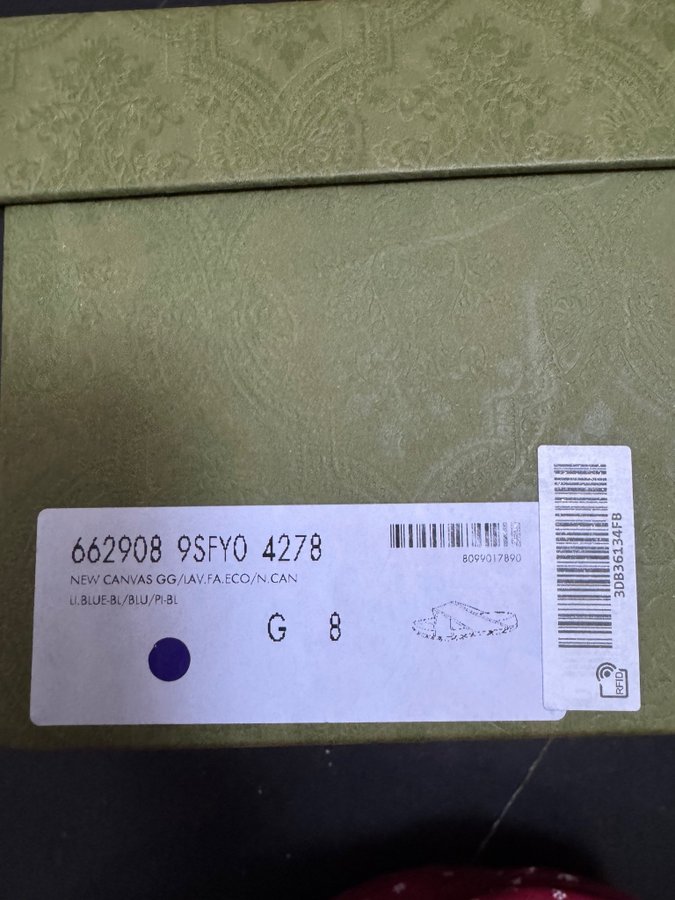 662908 9SFY0 4278
NEW CANVAS GG/LAV.FA.ECO/N.CAN
LI.BLUE-BL/BLU/PI-BL
G 8
8099017890
3DB36134FB
RFID